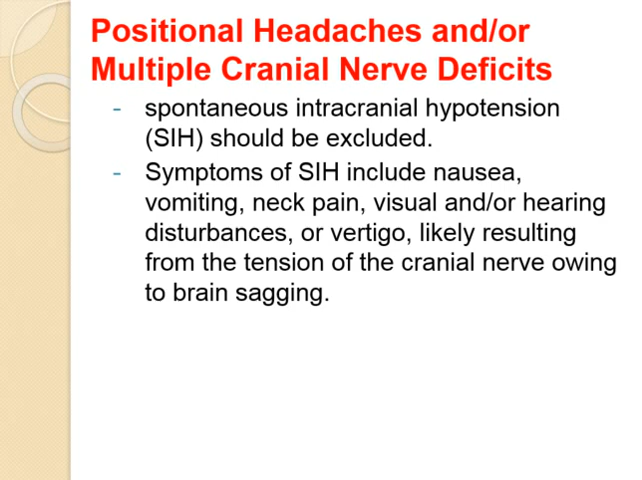 Positional Headaches and/or
Multiple Cranial Nerve Deficits
- spontaneous intracranial hypotension
(SIH) should be excluded.
- Symptoms of SIH include nausea,
vomiting, neck pain, visual and/or hearing
disturbances, or vertigo, likely resulting
from the tension of the cranial nerve owing
to brain sagging.